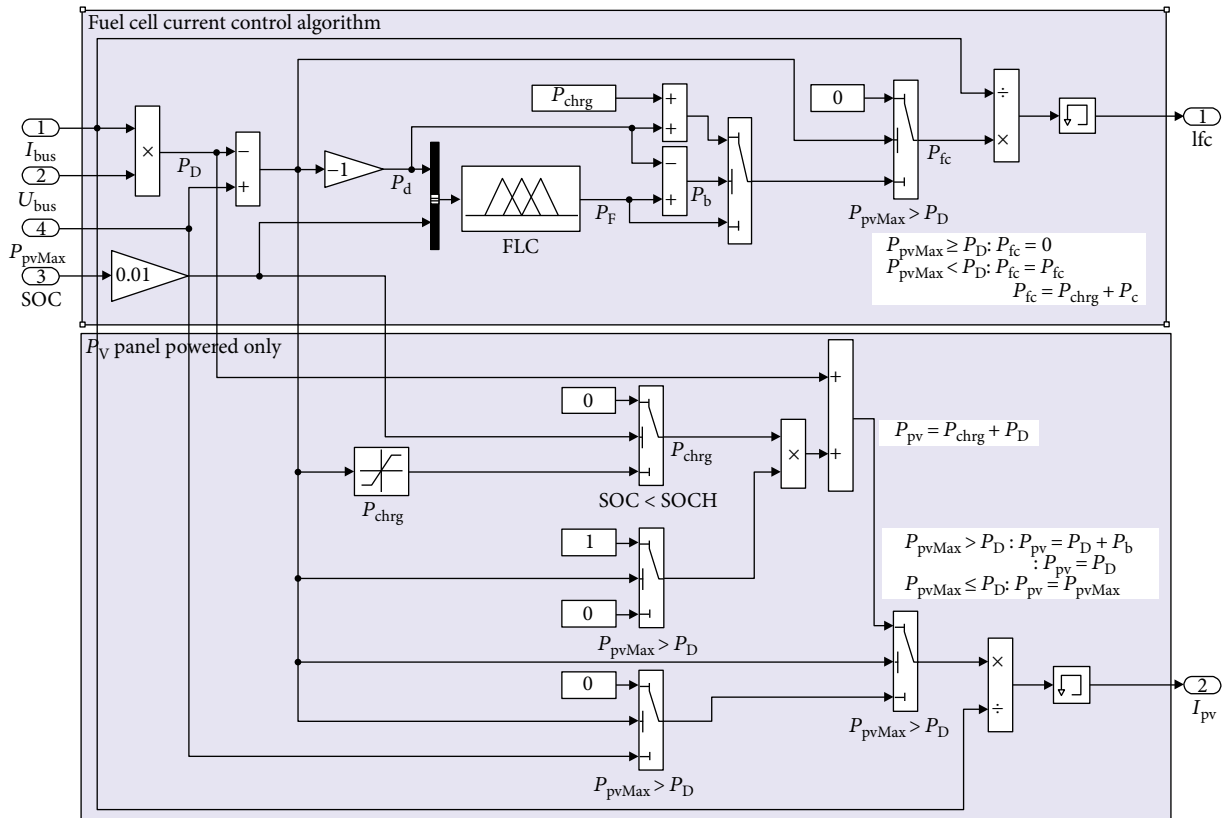 Fuel cell current control algorithm
1
I_bus
2
U_bus
4
P_pvMax
3
SOC
×
P_D
−
+
0.01
−1
P_d
FLC
P_F
P_chrg
+
+
−
+
P_b
0
P_fc
P_pvMax > P_D
÷
×
1
lfc
P_pvMax ≥ P_D: P_fc = 0
P_pvMax < P_D: P_fc = P_fc
P_fc = P_chrg + P_c
P_V panel powered only
0
P_chrg
P_chrg
SOC < SOCH
×
+
+
P_pv = P_chrg + P_D
1
0
P_pvMax > P_D
P_pvMax > P_D : P_pv = P_D + P_b
: P_pv = P_D
P_pvMax ≤ P_D: P_pv = P_pvMax
0
P_pvMax > P_D
P_pvMax > P_D
×
÷
2
I_pv